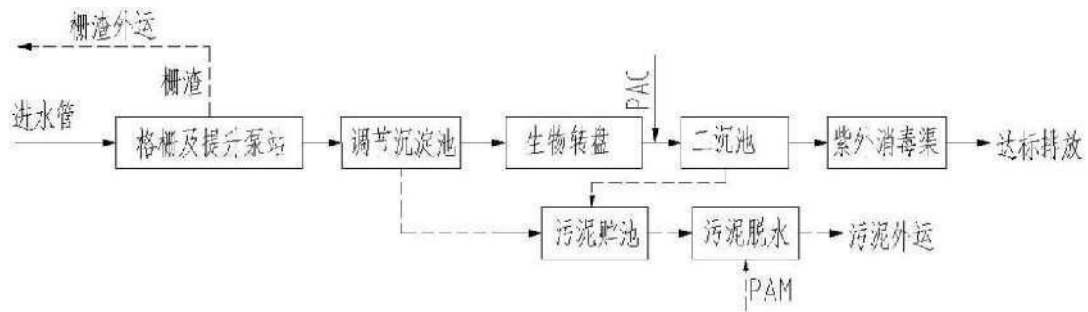 栅渣外运
栅渣
进水管
格栅及提升泵站
调节沉淀池
生物转盘
PAC
二沉池
紫外消毒渠
达标排放
污泥贮池
污泥脱水
污泥外运
PAM